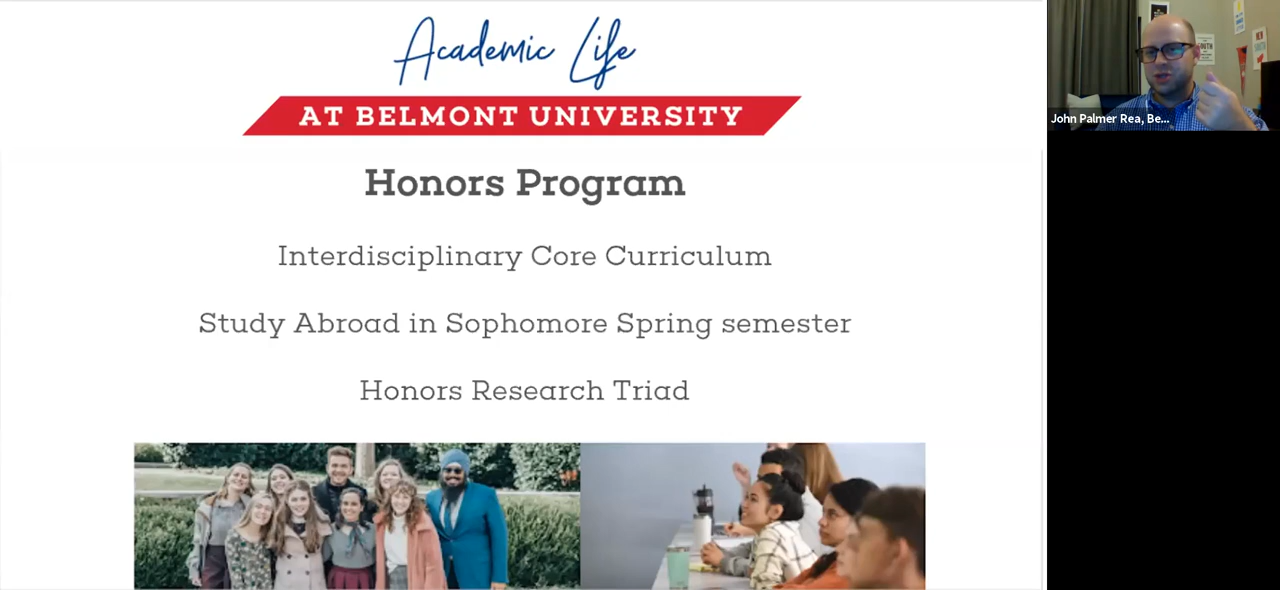 Academic Life
AT BELMONT UNIVERSITY
Honors Program
Interdisciplinary Core Curriculum
Study Abroad in Sophomore Spring semester
Honors Research Triad
John Palmer Rea, Be...